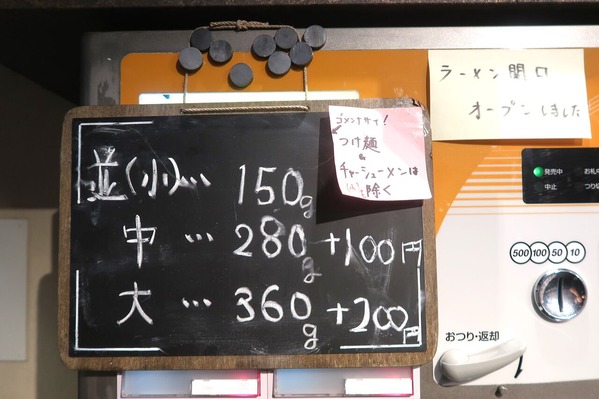 並(小)… 150g
中 … 280g +100円
大 … 360g +200円
ゴメンナサイ!
つけ麺
チャーシューメンは
除く
ラーメン開口
オープンしました
発売中
お札
中止
つり
500 100 50 10
おつり・返却